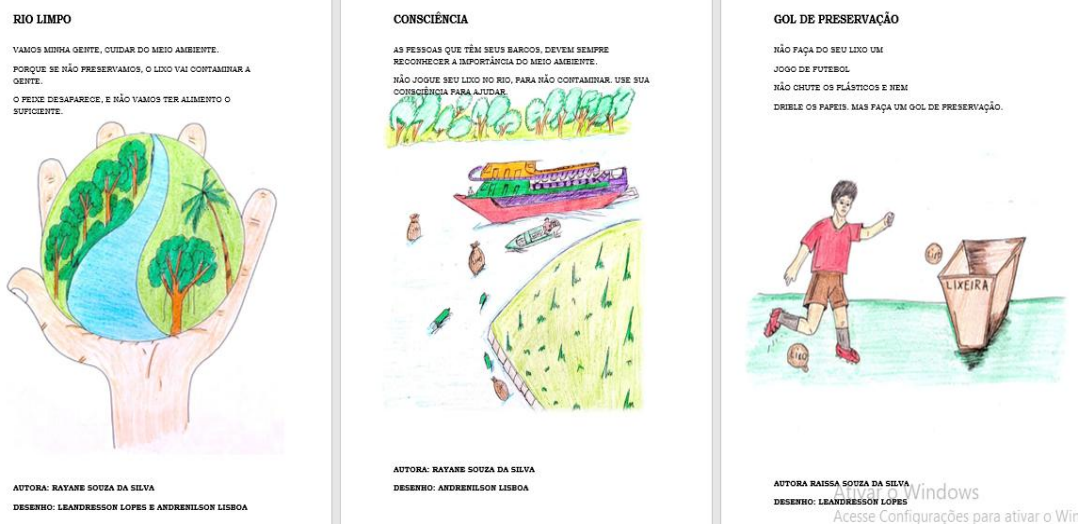 RIO LIMPO
VAMOS MINHA GENTE, CUIDAR DO MEIO AMBIENTE.
PORQUE SE NÃO PRESERVAMOS, O LIXO VAI CONTAMINAR A
GENTE.
O PEIXE DESAPARECE, E NÃO VAMOS TER ALIMENTO O
SUFICIENTE.
AUTORA: RAYANE SOUZA DA SILVA
DESENHO: LEANDRESSON LOPES E ANDRENILSON LISBOA
CONSCIÊNCIA
AS PESSOAS QUE TÊM SEUS BARCOS, DEVEM SEMPRE
RECONHECER A IMPORTÂNCIA DO MEIO AMBIENTE.
NÃO JOGUE SEU LIXO NO RIO, PARA NÃO CONTAMINAR. USE SUA
CONSCIÊNCIA PARA AJUDAR.
LIXO
AUTORA: RAYANE SOUZA DA SILVA
DESENHO: ANDRENILSON LISBOA
GOL DE PRESERVAÇÃO
NÃO FAÇA DO SEU LIXO UM
JOGO DE FUTEBOL
NÃO CHUTE OS PLÁSTICOS E NEM
DRIBLE OS PAPEIS. MAS FAÇA UM GOL DE PRESERVAÇÃO.
LIXO
LIXEIRA
LIXO
AUTORA RAISSA SOUZA DA SILVA
DESENHO: LEANDRESSON LOPES
Ativar o Windows
Acesse Configurações para ativar o Win